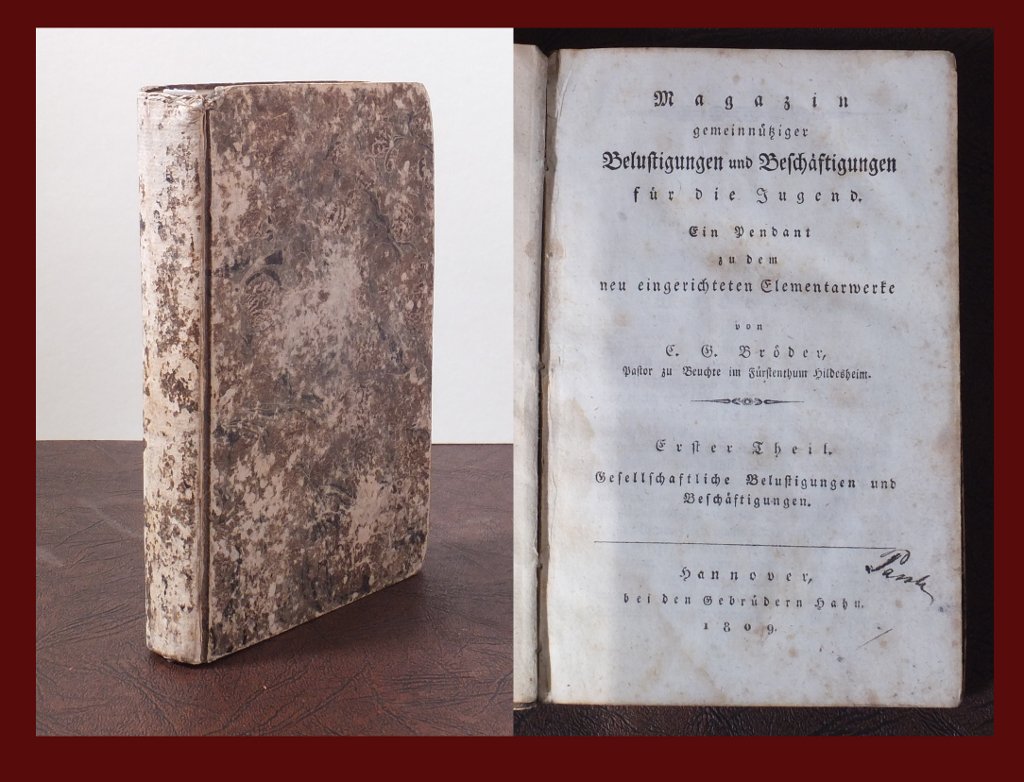 Magazin
gemeinnütziger
Belustigungen und Beschäftigungen
für die Jugend.
Ein Pendant
zu dem
neu eingerichteten Elementarwerke
von
C. G. Bröder,
Pastor zu Beuchte im Fürstenthum Hildesheim.
Erster Theil.
Gesellschaftliche Belustigungen und
Beschäftigungen.
Hannover,
bei den Gebrüdern Hahn.
1809.